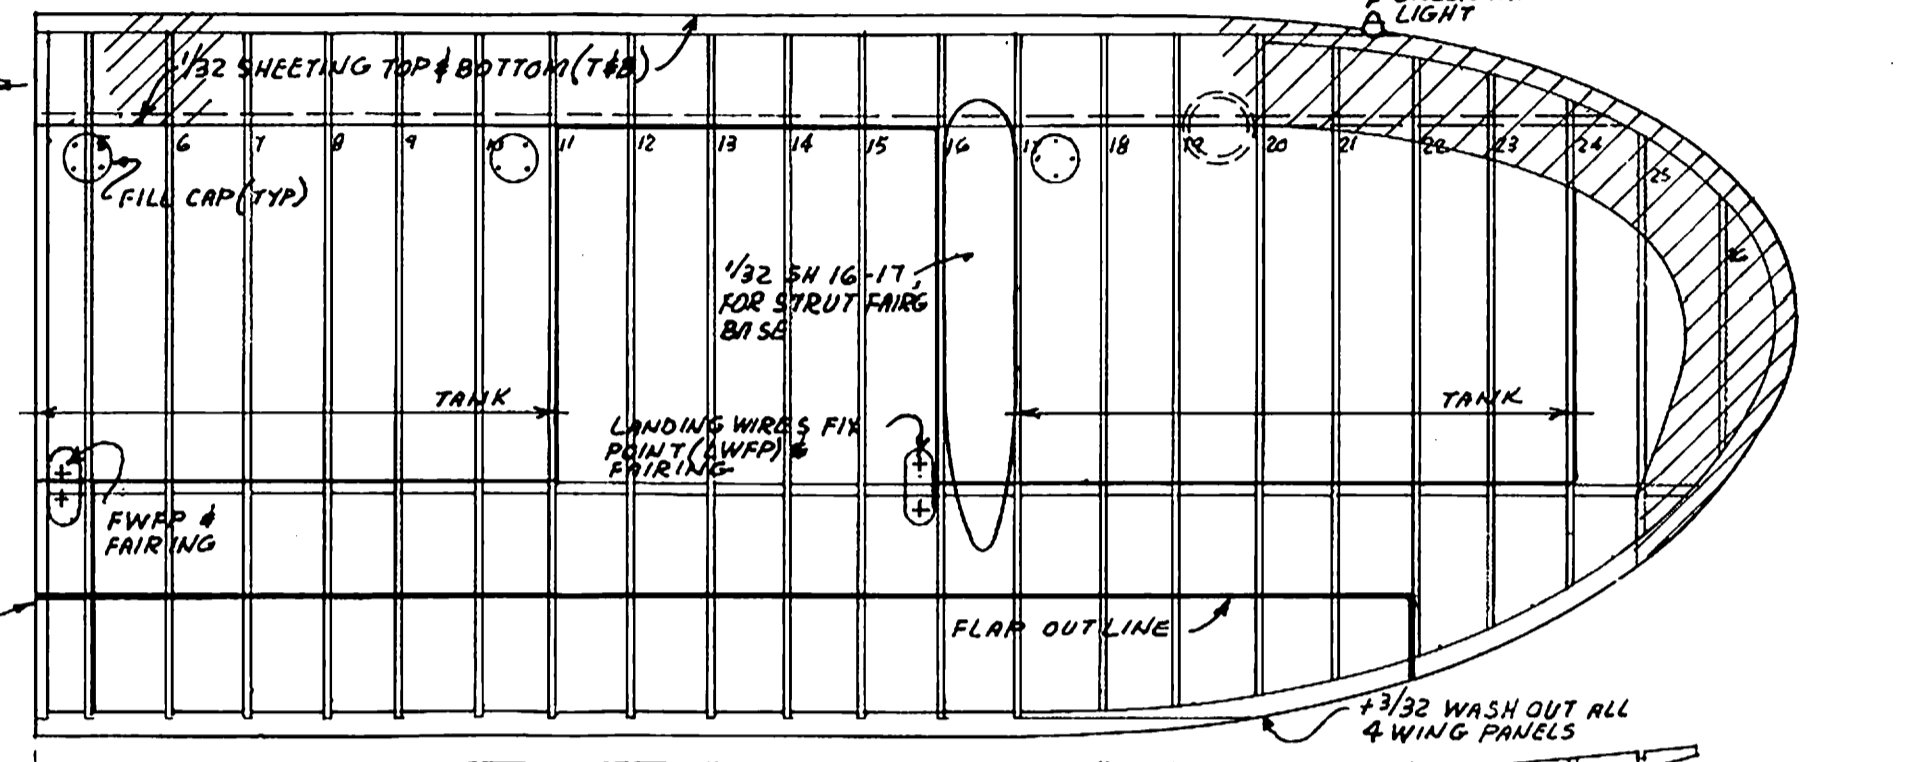 LIGHT
1/32 SHEETING TOP & BOTTOM (T&B)
5 6 7 8 9 10 11 12 13 14 15 16 17 18 19 20 21 22 23 24
25
26
FILL CAP (TYP)
1/32 SH 16-17,
FOR STRUT FAIRG
BASE
TANK
TANK
LANDING WIRES FIX
POINT (LWFP) &
FAIRING
FWFP &
FAIRING
FLAP OUTLINE
+3/32 WASH OUT ALL
4 WING PANELS